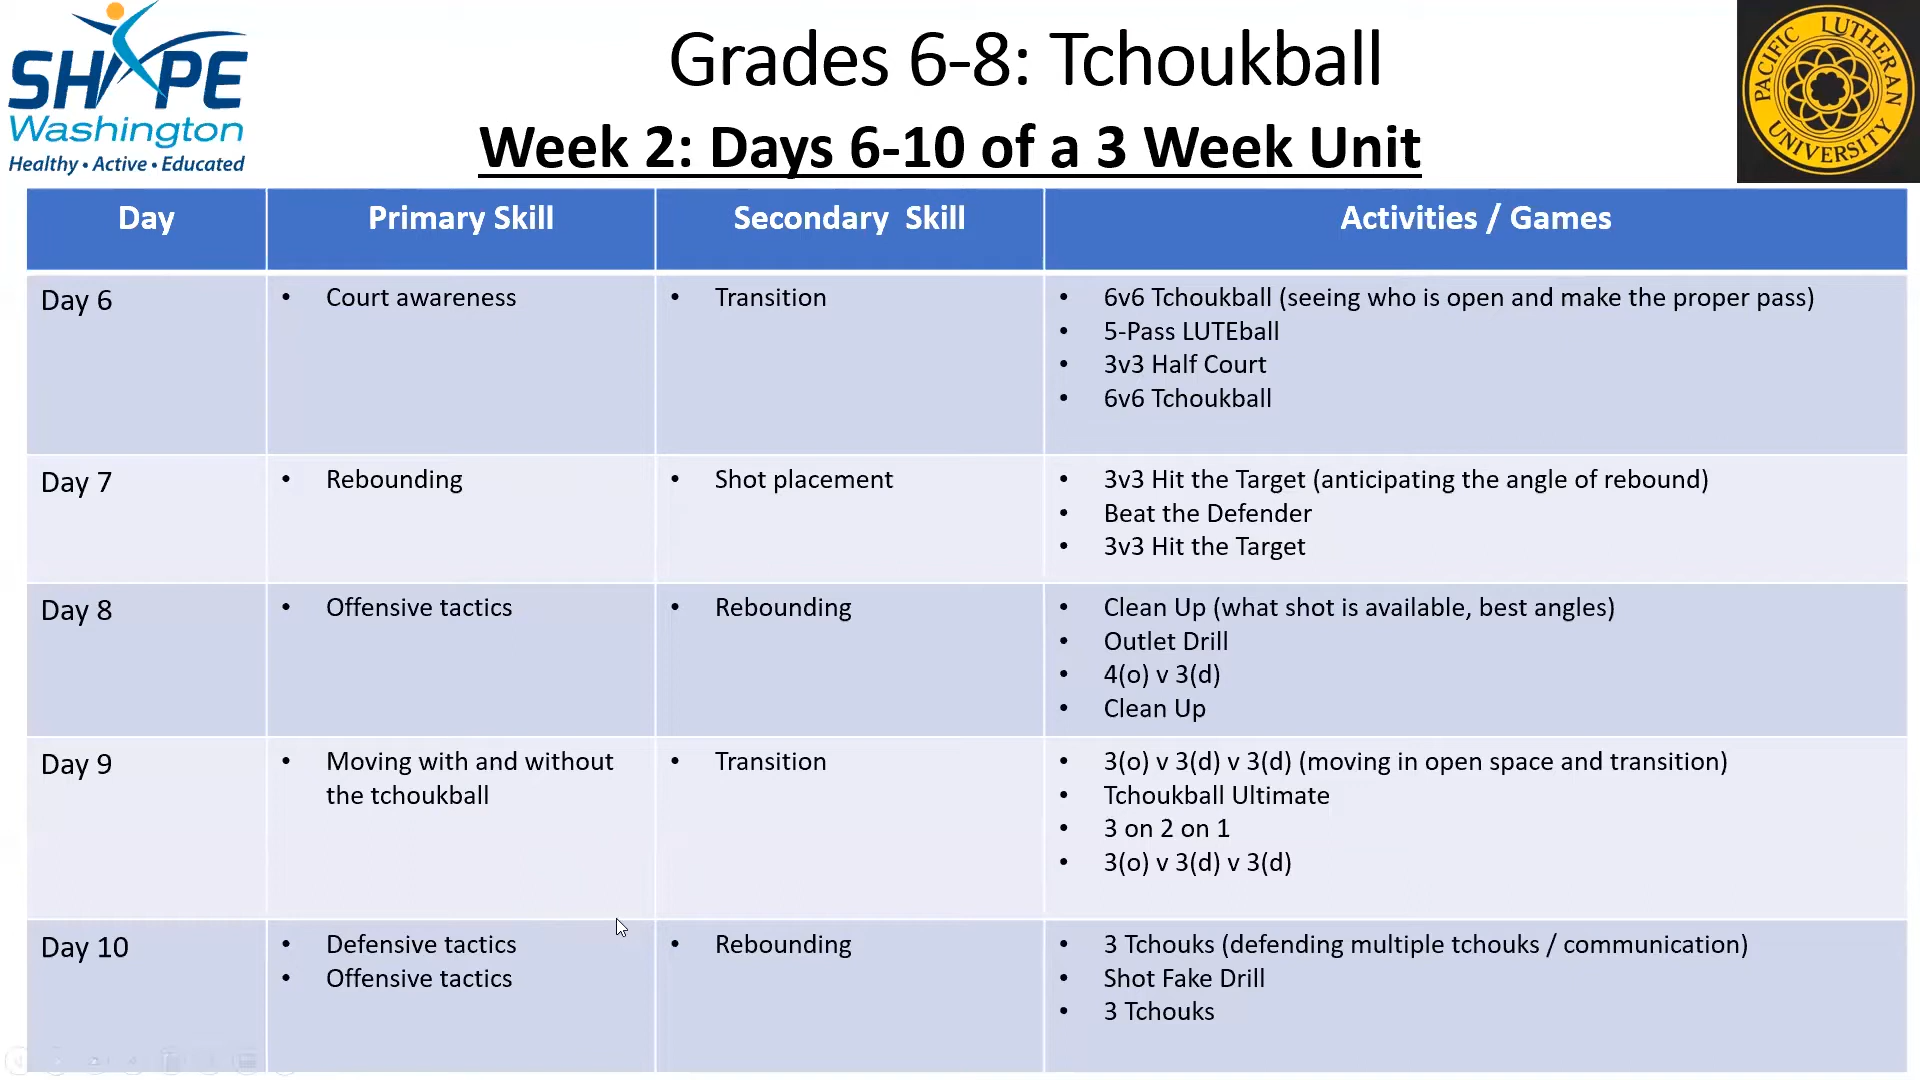 SHAPE
Washington
Healthy • Active • Educated
Grades 6-8: Tchoukball
Week 2: Days 6-10 of a 3 Week Unit
PACIFIC LUTHERAN UNIVERSITY
Day
Primary Skill
Secondary Skill
Activities / Games
Day 6
• Court awareness
• Transition
• 6v6 Tchoukball (seeing who is open and make the proper pass)
• 5-Pass LUTEball
• 3v3 Half Court
• 6v6 Tchoukball
Day 7
• Rebounding
• Shot placement
• 3v3 Hit the Target (anticipating the angle of rebound)
• Beat the Defender
• 3v3 Hit the Target
Day 8
• Offensive tactics
• Rebounding
• Clean Up (what shot is available, best angles)
• Outlet Drill
• 4(o) v 3(d)
• Clean Up
Day 9
• Moving with and without
the tchoukball
• Transition
• 3(o) v 3(d) v 3(d) (moving in open space and transition)
• Tchoukball Ultimate
• 3 on 2 on 1
• 3(o) v 3(d) v 3(d)
Day 10
• Defensive tactics
• Offensive tactics
• Rebounding
• 3 Tchouks (defending multiple tchouks / communication)
• Shot Fake Drill
• 3 Tchouks